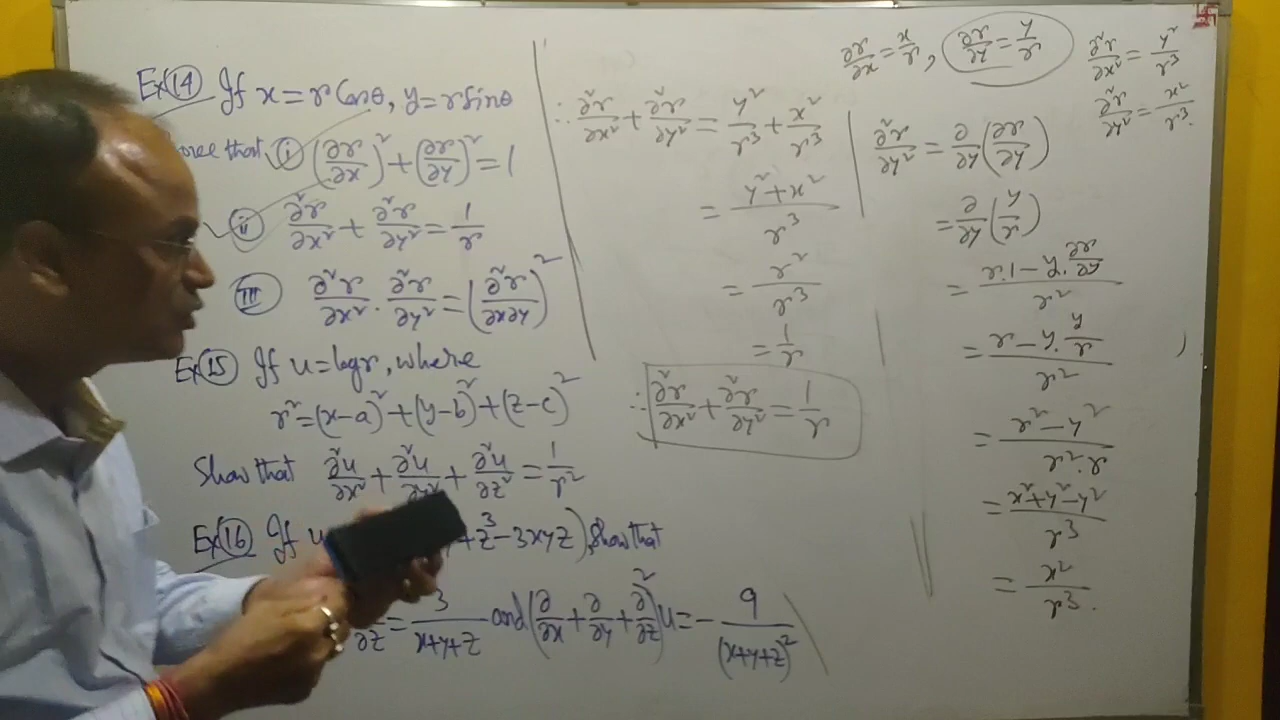 Ex (14) If x = r Cosθ, y = r Sinθ
that (i) (∂r/∂x)² + (∂r/∂y)² = 1
(ii) ∂²r/∂x² + ∂²r/∂y² = 1/r
(iii) ∂²r/∂x² · ∂²r/∂y² = (∂²r/∂x∂y)²
Ex (15) If u = log r, where
r² = (x-a)² + (y-b)² + (z-c)²
Show that ∂²u/∂x² + ∂²u/∂y² + ∂²u/∂z² = 1/r²
Ex (16) If u + z³ - 3xyz), Show that
∂z = 3/(x+y+z) and (∂/∂x + ∂/∂y + ∂/∂z)² u = - 9/(x+y+z)²
∴ ∂²r/∂x² + ∂²r/∂y² = y²/r³ + x²/r³
= (y² + x²)/r³
= r²/r³
= 1/r
∴ ∂²r/∂x² + ∂²r/∂y² = 1/r
∂r/∂x = x/r, ∂r/∂y = y/r
∂²r/∂x² = y²/r³
∂²r/∂y² = x²/r³.
∂²r/∂y² = ∂/∂y (∂r/∂y)
= ∂/∂y (y/r)
= (r.1 - y. ∂r/∂y)/r²
= (r - y. y/r)/r²
= (r² - y²)/(r².r)
= (x² + y² - y²)/r³
= x²/r³.